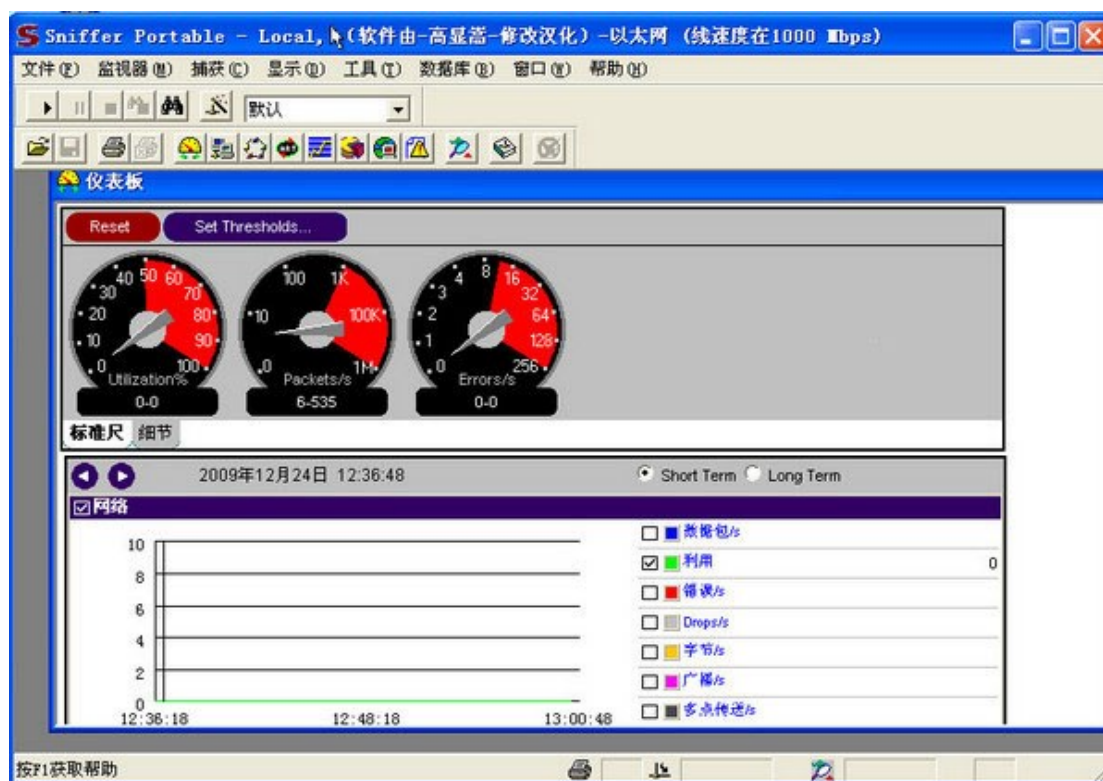 Sniffer Portable - Local, (软件由-高显嵩-修改汉化) -以太网 (线速度在1000 Mbps)
文件(F) 监视器(M) 捕获(C) 显示(D) 工具(T) 数据库(B) 窗口(W) 帮助(H)
默认
仪表板
Reset Set Thresholds...
0 10 20 30 40 50 60 70 80 90 100
Utilization%
0-0
0 10 100 1K 100K 1M
Packets/s
6-535
0 1 2 3 4 8 16 32 64 128 256
Errors/s
0-0
标准尺 细节
2009年12月24日 12:36:48 Short Term Long Term
网络
10
8
6
4
2
0
12:36:18 12:48:18 13:00:48
数据包/s
利用 0
错误/s
Drops/s
字节/s
广播/s
多点传送/s
按F1获取帮助